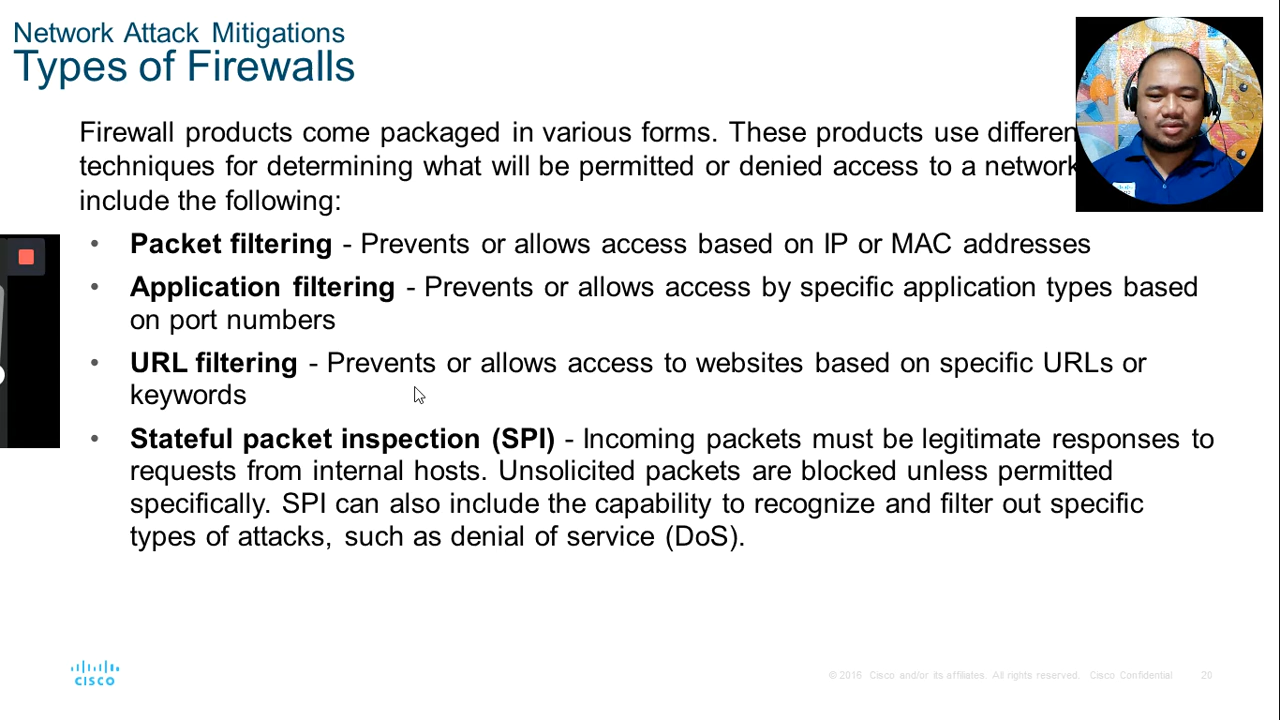 Network Attack Mitigations
Types of Firewalls
Firewall products come packaged in various forms. These products use differen
techniques for determining what will be permitted or denied access to a network
include the following:
• Packet filtering - Prevents or allows access based on IP or MAC addresses
• Application filtering - Prevents or allows access by specific application types based
on port numbers
• URL filtering - Prevents or allows access to websites based on specific URLs or
keywords
• Stateful packet inspection (SPI) - Incoming packets must be legitimate responses to
requests from internal hosts. Unsolicited packets are blocked unless permitted
specifically. SPI can also include the capability to recognize and filter out specific
types of attacks, such as denial of service (DoS).
CISCO
© 2016 Cisco and/or its affiliates. All rights reserved. Cisco Confidential 20